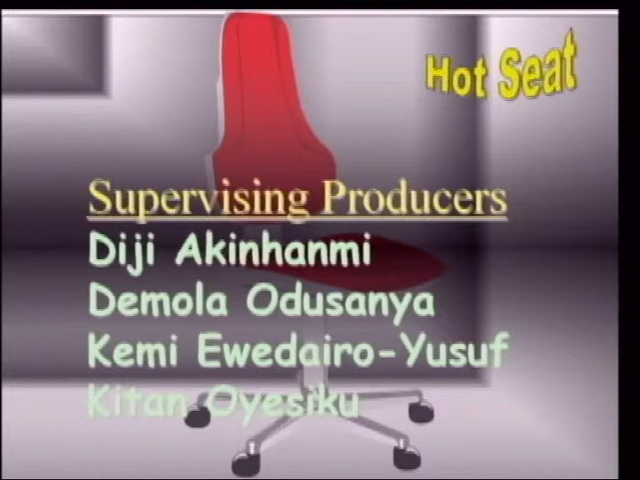 Hot Seat
Supervising Producers
Diji Akinhanmi
Demola Odusanya
Kemi Ewedairo-Yusuf
Kitan Oyesiku